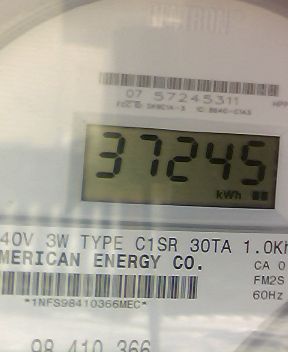 07 57245311
37245
kWh
40V 3W TYPE C1SR 30TA 1.0Kh
MERICAN ENERGY CO.
CA 0
FM2S
*1NFS98410366MEC*
60Hz
98 410 366